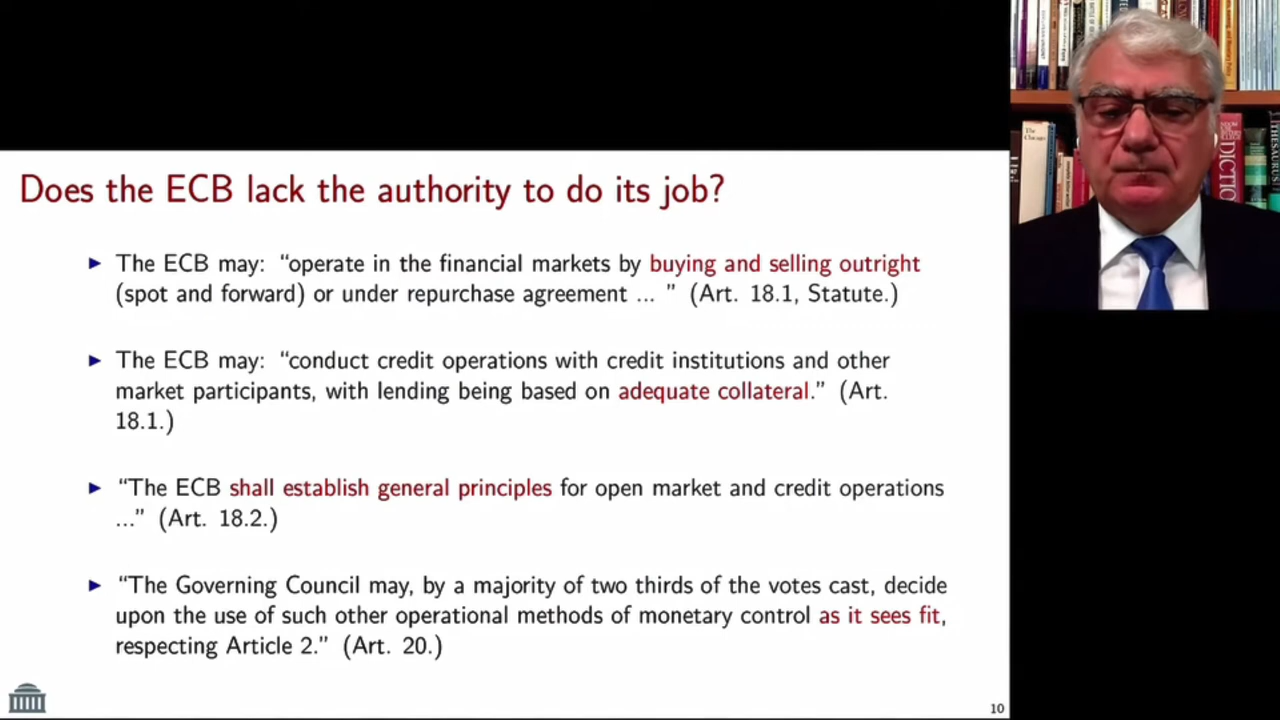 Does the ECB lack the authority to do its job?
▶ The ECB may: “operate in the financial markets by buying and selling outright
(spot and forward) or under repurchase agreement ... ” (Art. 18.1, Statute.)
▶ The ECB may: “conduct credit operations with credit institutions and other
market participants, with lending being based on adequate collateral.” (Art.
18.1.)
▶ “The ECB shall establish general principles for open market and credit operations
...” (Art. 18.2.)
▶ “The Governing Council may, by a majority of two thirds of the votes cast, decide
upon the use of such other operational methods of monetary control as it sees fit,
respecting Article 2.” (Art. 20.)
10
The
Chicago
DICTIO
THESAURUS